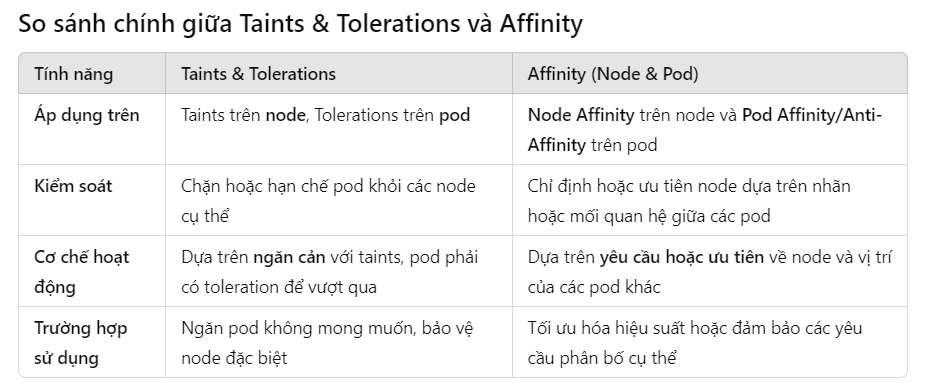 So sánh chính giữa Taints & Tolerations và Affinity
Tính năng
Taints & Tolerations
Affinity (Node & Pod)
Áp dụng trên
Taints trên node, Tolerations trên pod
Node Affinity trên node và Pod Affinity/Anti-
Affinity trên pod
Kiểm soát
Chặn hoặc hạn chế pod khỏi các node
cụ thể
Chỉ định hoặc ưu tiên node dựa trên nhãn
hoặc mối quan hệ giữa các pod
Cơ chế hoạt
động
Dựa trên ngăn cản với taints, pod phải
có toleration để vượt qua
Dựa trên yêu cầu hoặc ưu tiên về node và vị trí
của các pod khác
Trường hợp
sử dụng
Ngăn pod không mong muốn, bảo vệ
node đặc biệt
Tối ưu hóa hiệu suất hoặc đảm bảo các yêu
cầu phân bố cụ thể